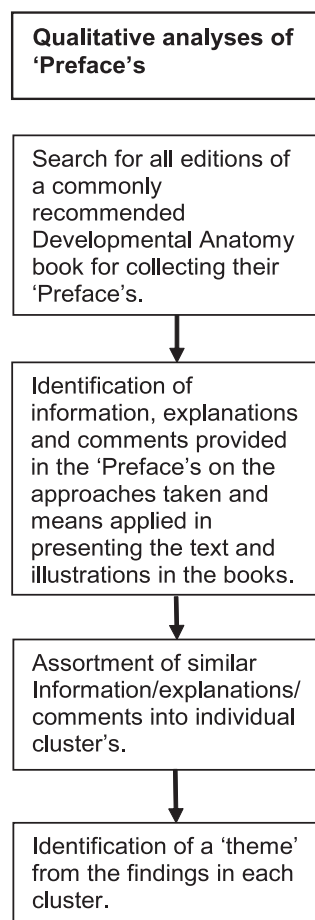 Qualitative analyses of
‘Preface’s
Search for all editions of
a commonly
recommended
Developmental Anatomy
book for collecting their
‘Preface’s.
Identification of
information, explanations
and comments provided
in the ‘Preface’s on the
approaches taken and
means applied in
presenting the text and
illustrations in the books.
Assortment of similar
Information/explanations/
comments into individual
cluster’s.
Identification of a ‘theme’
from the findings in each
cluster.